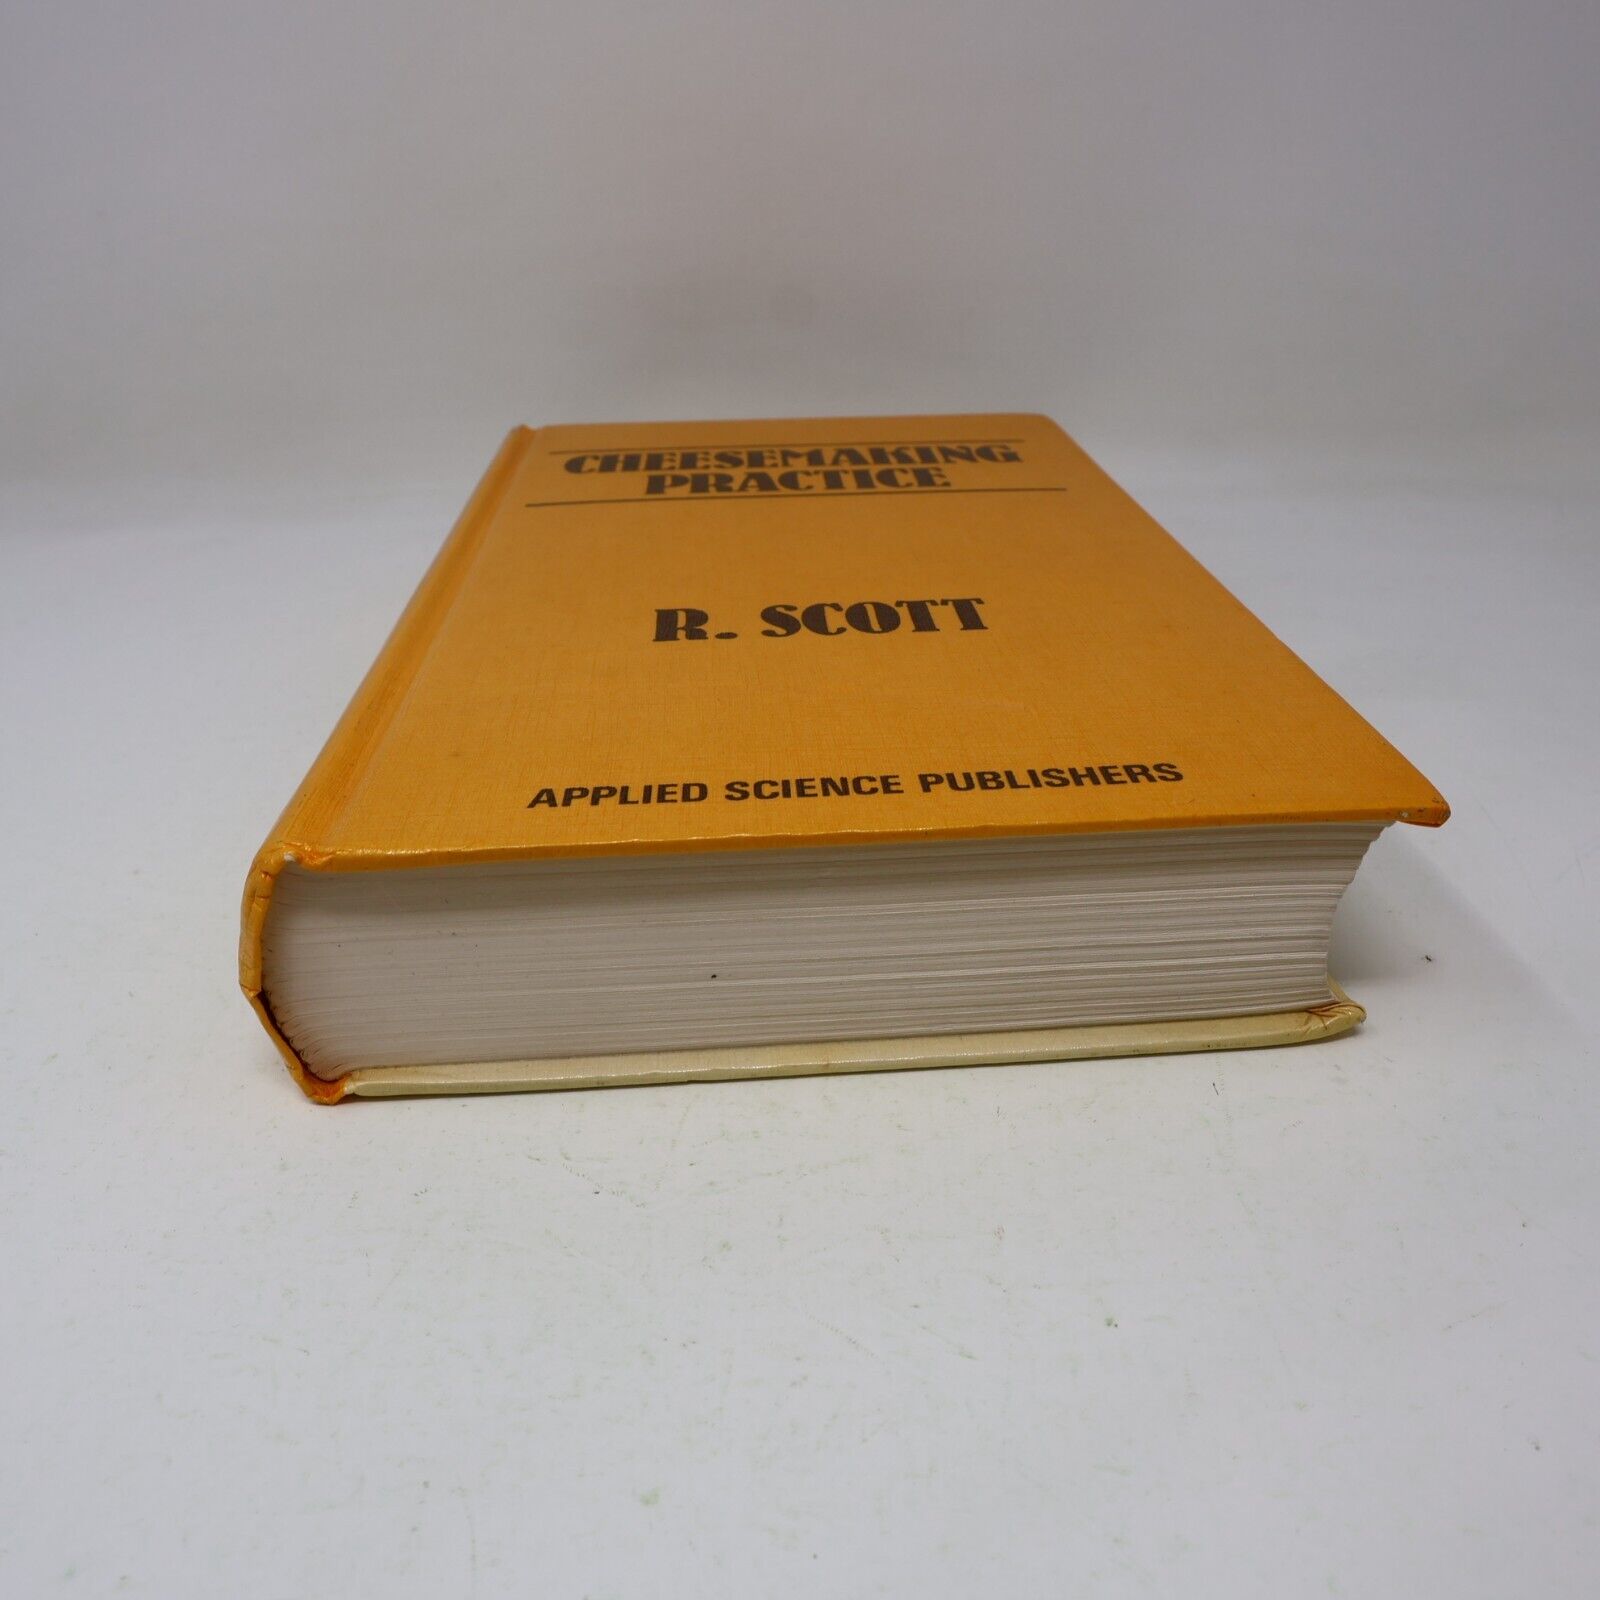 CHEESEMAKING
PRACTICE
R. SCOTT
APPLIED SCIENCE PUBLISHERS